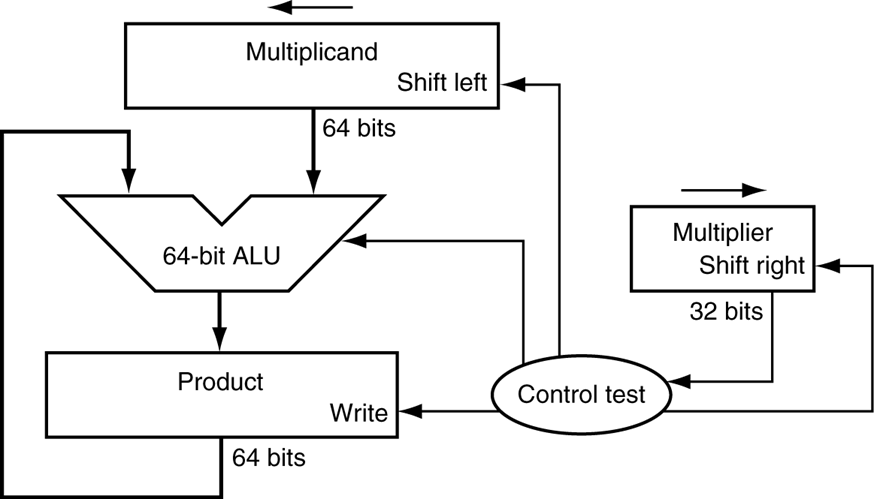 Multiplicand
Shift left
64 bits
64-bit ALU
Multiplier
Shift right
32 bits
Product
Write
64 bits
Control test